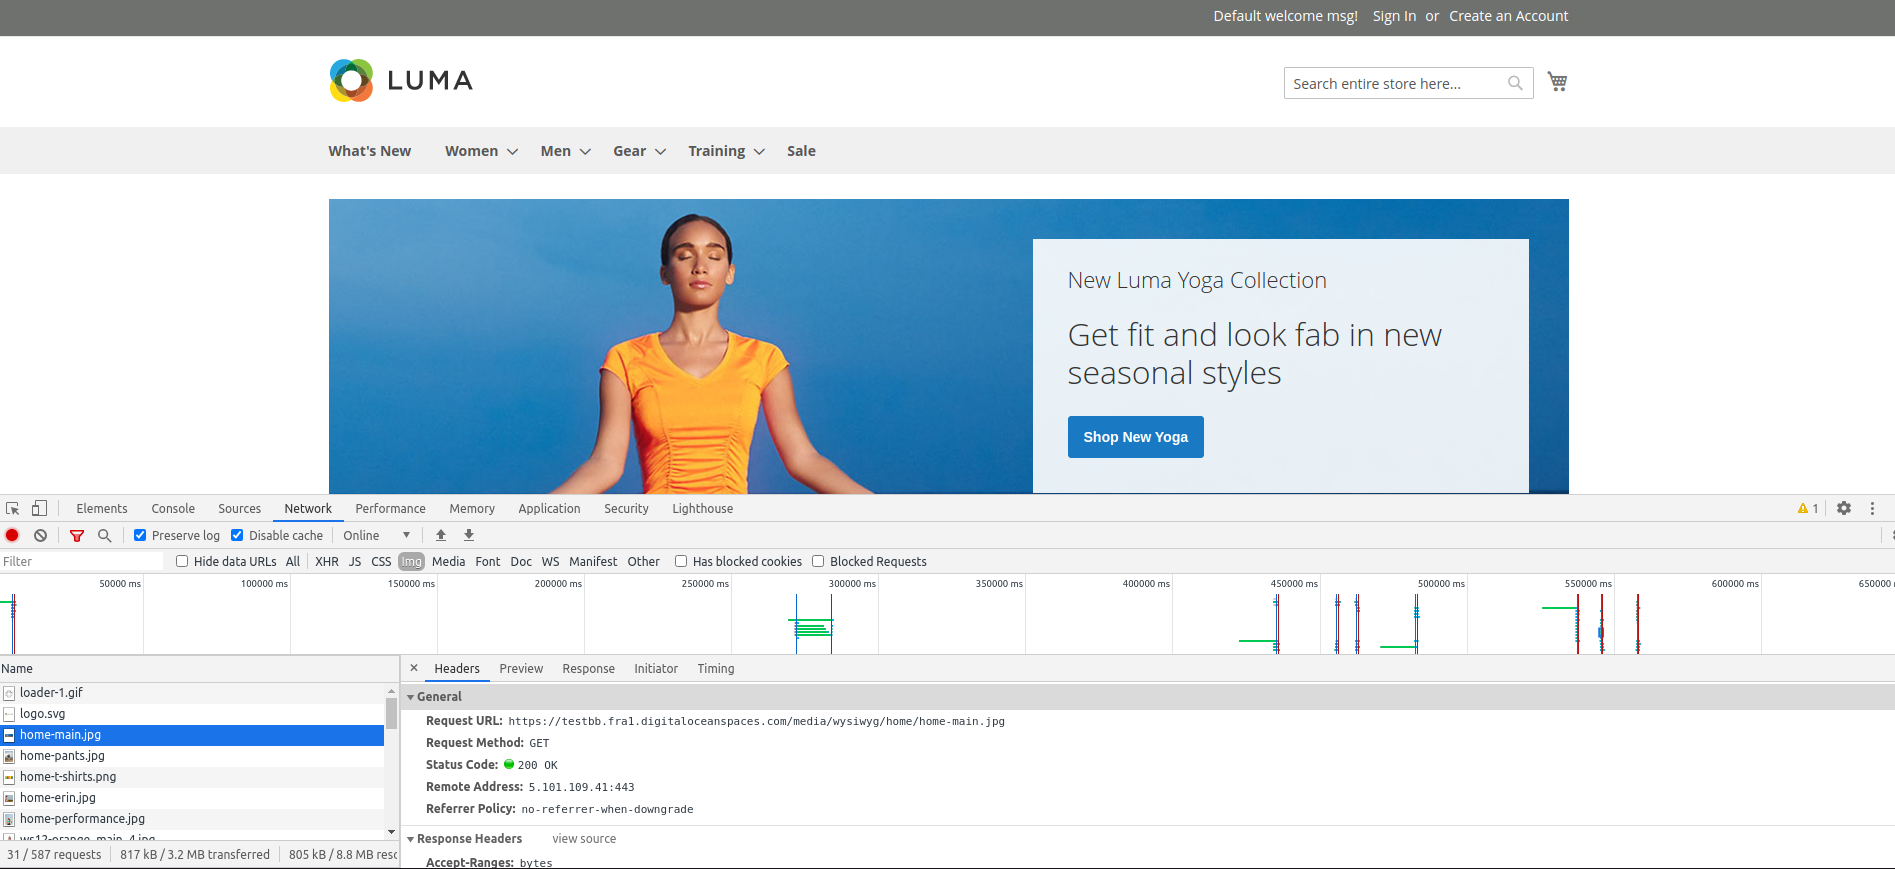 Default welcome msg! Sign In or Create an Account
LUMA
Search entire store here...
What's New Women Men Gear Training Sale
New Luma Yoga Collection
Get fit and look fab in new
seasonal styles
Shop New Yoga
Elements Console Sources Network Performance Memory Application Security Lighthouse 1
Preserve log Disable cache Online
Filter Hide data URLs All XHR JS CSS Img Media Font Doc WS Manifest Other Has blocked cookies Blocked Requests
50000 ms 100000 ms 150000 ms 200000 ms 250000 ms 300000 ms 350000 ms 400000 ms 450000 ms 500000 ms 550000 ms 600000 ms 650000
Name
Headers Preview Response Initiator Timing
loader-1.gif
logo.svg
home-main.jpg
home-pants.jpg
home-t-shirts.png
home-erin.jpg
home-performance.jpg
ws12-orange_main_4.jpg
31 / 587 requests 817 kB / 3.2 MB transferred 805 kB / 8.8 MB resc
General
Request URL: https://testbb.fra1.digitaloceanspaces.com/media/wysiwyg/home/home-main.jpg
Request Method: GET
Status Code: 200 OK
Remote Address: 5.101.109.41:443
Referrer Policy: no-referrer-when-downgrade
Response Headers view source
Accept-Ranges: bytes